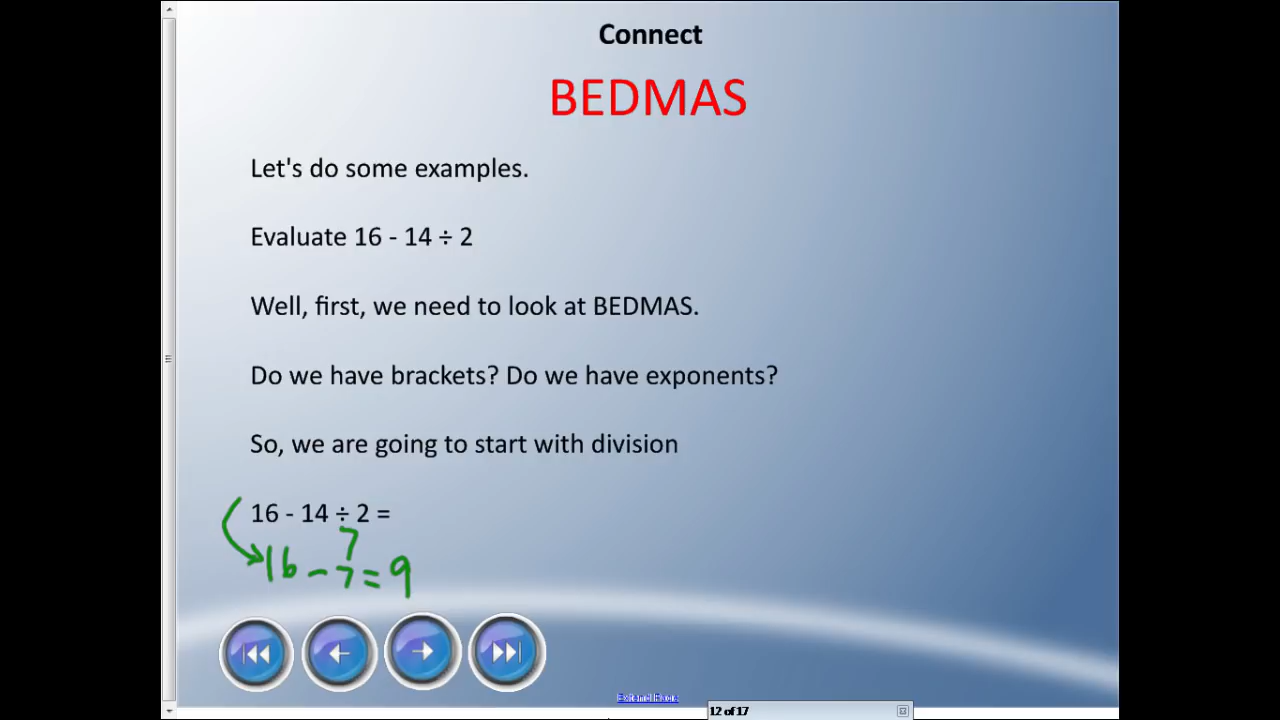 Connect
BEDMAS
Let's do some examples.
Evaluate 16 - 14 ÷ 2
Well, first, we need to look at BEDMAS.
Do we have brackets? Do we have exponents?
So, we are going to start with division
16 - 14 ÷ 2 =
7
16 - 7 = 9
Extend Page
12 of 17